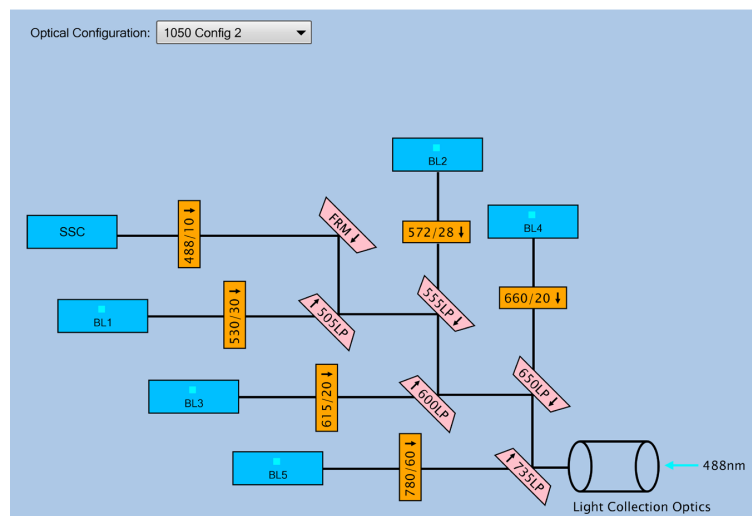 Optical Configuration: 1050 Config 2
BL2
SSC
488/10
FRM
572/28
BL4
BL1
530/30
505LP
555LP
660/20
BL3
615/20
600LP
650LP
BL5
780/60
735LP
488nm
Light Collection Optics